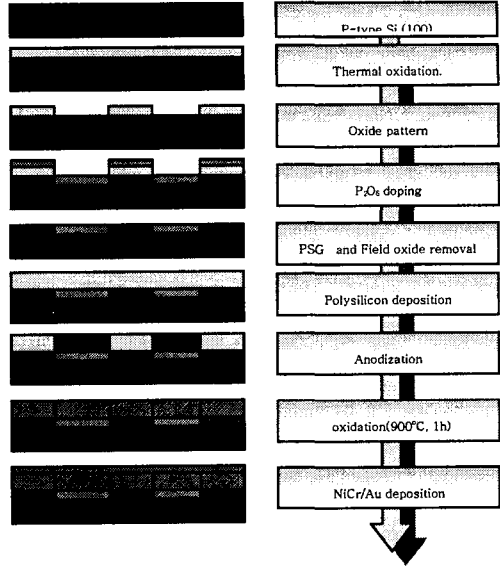 P-type Si (100)
Thermal oxidation.
Oxide pattern
P₂O₅ doping
PSG and Field oxide removal
Polysilicon deposition
Anodization
oxidation(900℃, 1h)
NiCr/Au deposition